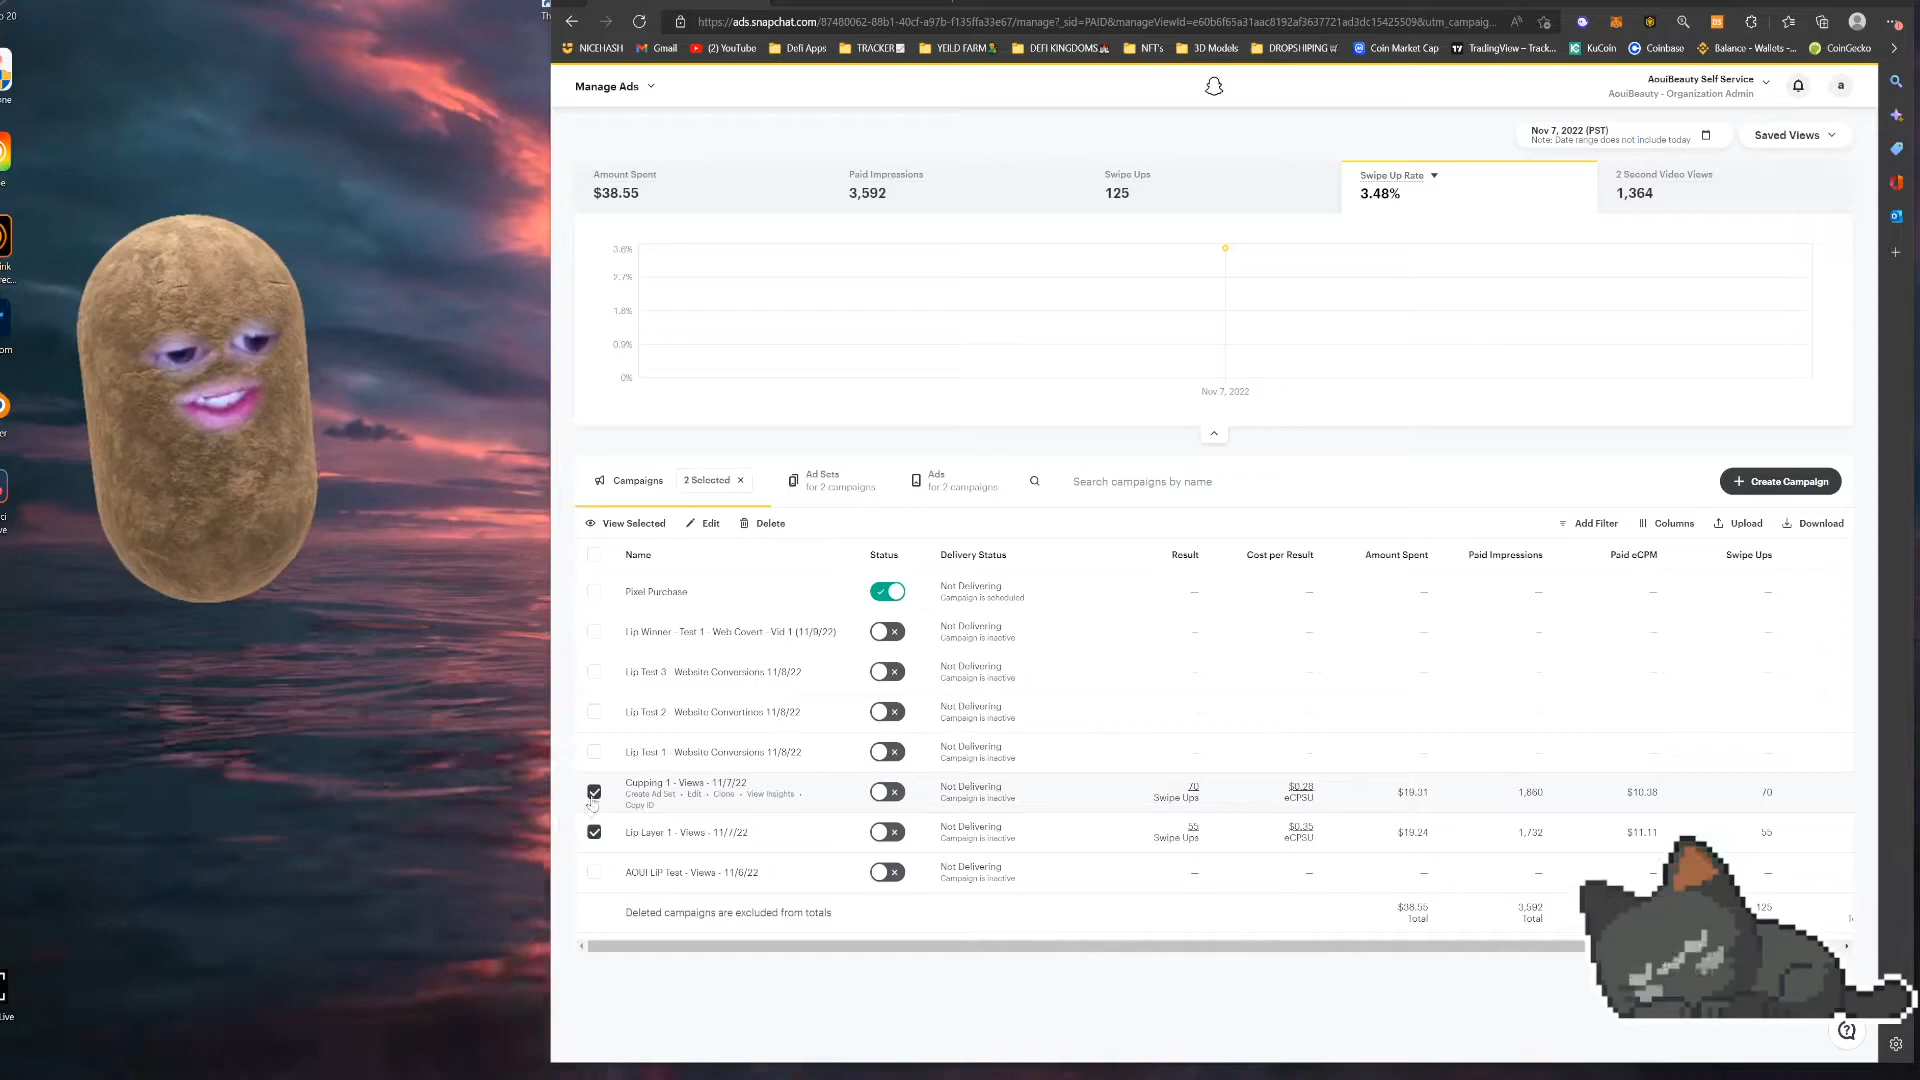 20
https://ads.snapchat.com/87480062-88b1-40cf-a97b-f135ffa33e67/manage?_sid=PAID&manageViewId=e60b6f65a31aac8192af3637721ad3dc15425509&utm_campaig...
NICEHASH Gmail (2) YouTube Defi Apps TRACKER YEILD FARM DEFI KINGDOMS NFT's 3D Models DROPSHIPING Coin Market Cap TradingView – Track... KuCoin Coinbase Balance - Wallets -... CoinGecko
Manage Ads
AouiBeauty Self Service
AouiBeauty - Organization Admin
a
Nov 7, 2022 (PST)
Note: Date range does not include today
Saved Views
Amount Spent
$38.55
Paid Impressions
3,592
Swipe Ups
125
Swipe Up Rate
3.48%
2 Second Video Views
1,364
3.6%
2.7%
1.8%
0.9%
0%
Nov 7, 2022
Campaigns
2 Selected
Ad Sets
for 2 campaigns
Ads
for 2 campaigns
Search campaigns by name
Create Campaign
View Selected Edit Delete Add Filter Columns Upload Download
Name Status Delivery Status Result Cost per Result Amount Spent Paid Impressions Paid eCPM Swipe Ups
Pixel Purchase Not Delivering — — — — — —
Campaign is scheduled
Lip Winner - Test 1 - Web Covert - Vid 1 (11/9/22) Not Delivering — — — — — —
Campaign is inactive
Lip Test 3 - Website Conversions 11/8/22 Not Delivering — — — — — —
Campaign is inactive
Lip Test 2 - Website Convertinos 11/8/22 Not Delivering — — — — — —
Campaign is inactive
Lip Test 1 - Website Conversions 11/8/22 Not Delivering — — — — — —
Campaign is inactive
Cupping 1 - Views - 11/7/22
Create Ad Set • Edit • Clone • View Insights •
Copy ID
Not Delivering
Campaign is inactive
70
Swipe Ups
$0.28
eCPSU
$19.31 1,860 $10.38 70
Lip Layer 1 - Views - 11/7/22
Not Delivering
Campaign is inactive
55
Swipe Ups
$0.35
eCPSU
$19.24 1,732 $11.11 55
AOUI LiP Test - Views - 11/6/22 Not Delivering — — — — —
Campaign is inactive
Deleted campaigns are excluded from totals
$38.55
Total
3,592
Total
125